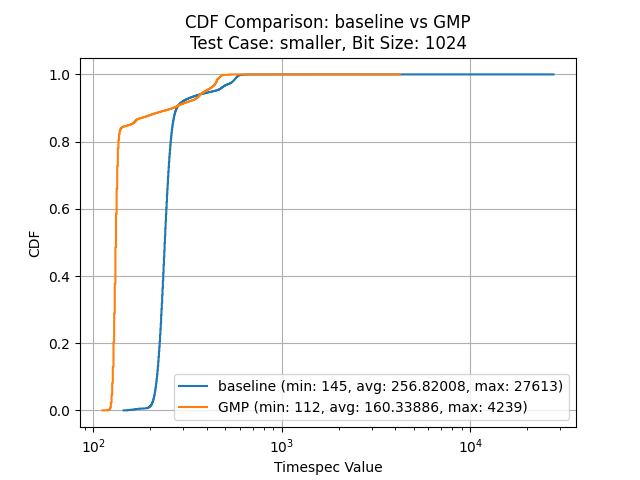 CDF Comparison: baseline vs GMP
Test Case: smaller, Bit Size: 1024
1.0
0.8
0.6
0.4
0.2
0.0
CDF
baseline (min: 145, avg: 256.82008, max: 27613)
GMP (min: 112, avg: 160.33886, max: 4239)
10² 10³ 10⁴
Timespec Value